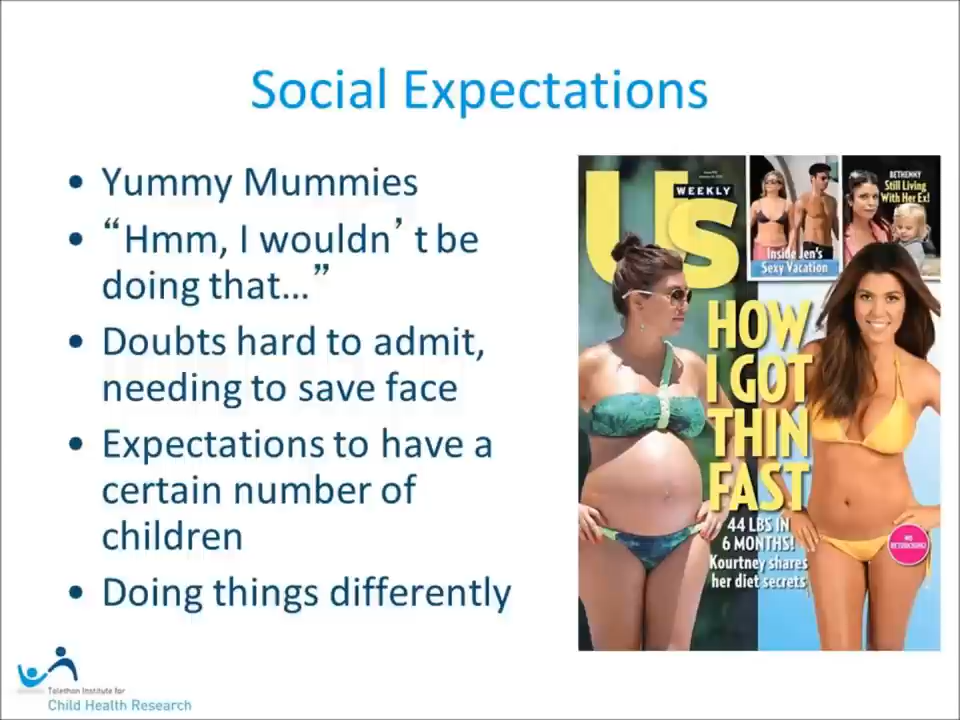 Social Expectations
• Yummy Mummies
• “Hmm, I wouldn’t be
doing that…”
• Doubts hard to admit,
needing to save face
• Expectations to have a
certain number of
children
• Doing things differently
Us
WEEKLY
Inside Jen's
Sexy Vacation
BETHENNY
Still Living
With Her Ex!
HOW
I GOT
THIN
FAST
44 LBS IN
6 MONTHS!
Kourtney shares
her diet secrets
NO
RETOUCHING!
Telethon Institute for
Child Health Research